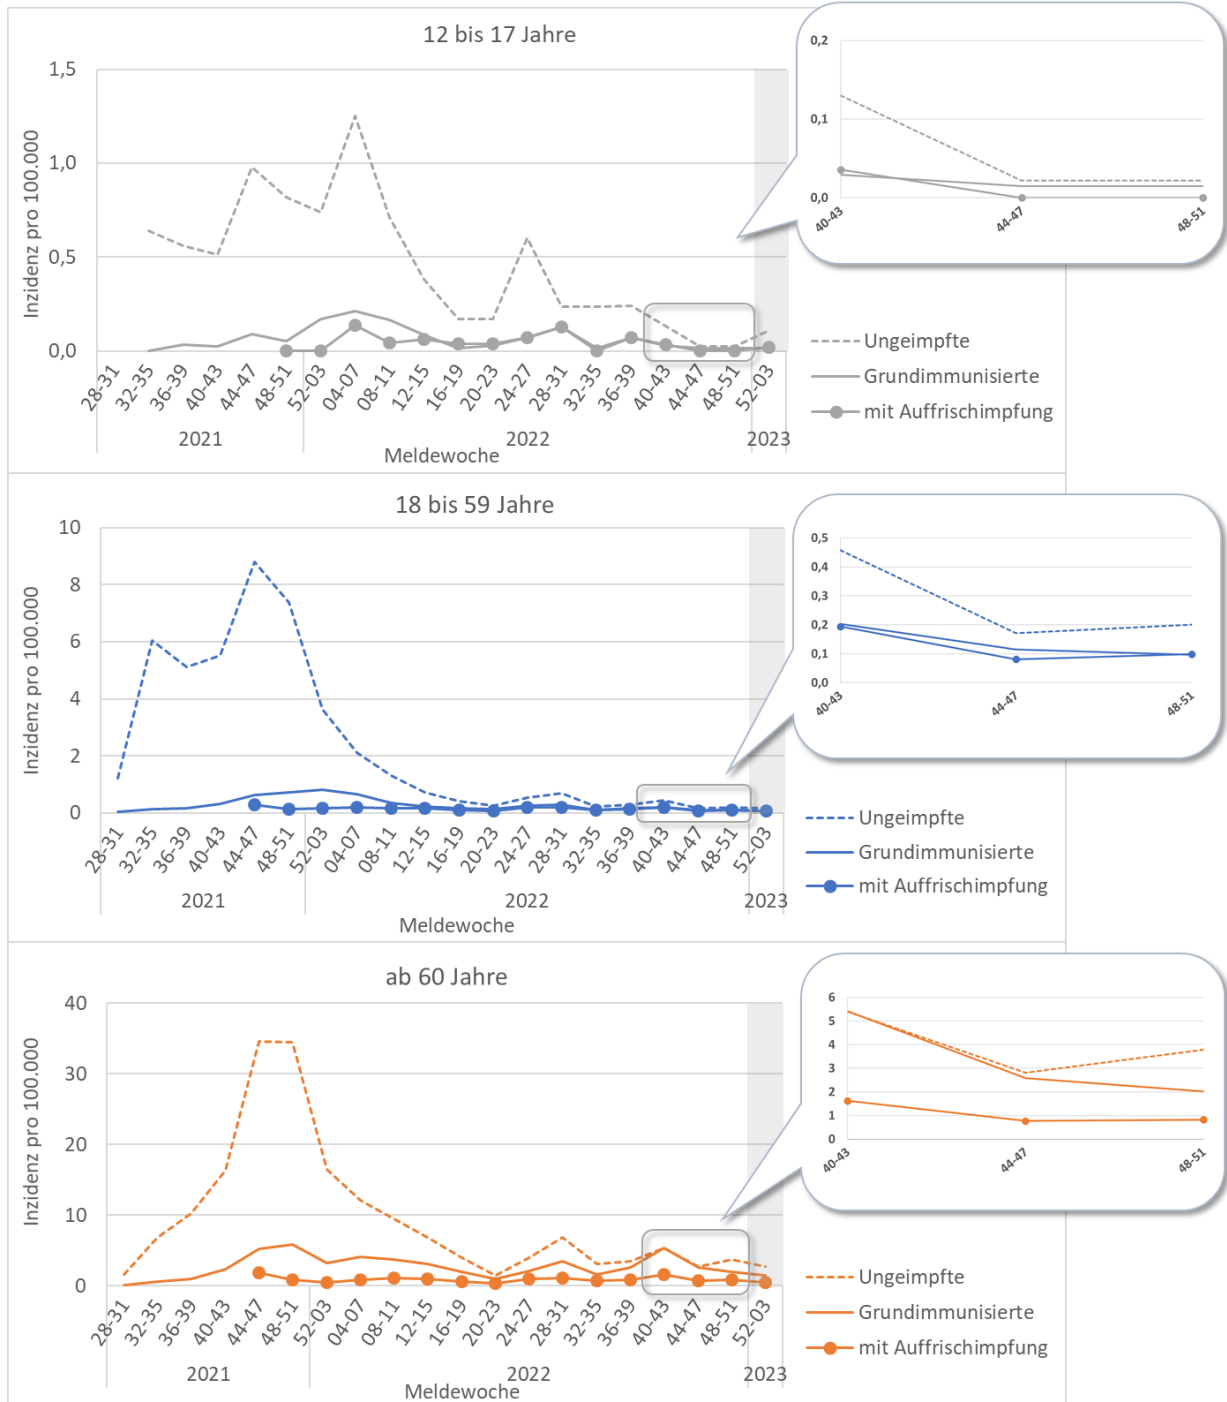 12 bis 17 Jahre
Inzidenz pro 100.000
1,5
1,0
0,5
0,0
28-31 32-35 36-39 40-43 44-47 48-51 52-03 04-07 08-11 12-15 16-19 20-23 24-27 28-31 32-35 36-39 40-43 44-47 48-51 52-03
2021 2022 2023
Meldewoche
0,2
0,1
0,0
40-43 44-47 48-51
Ungeimpfte
Grundimmunisierte
mit Auffrischimpfung
18 bis 59 Jahre
Inzidenz pro 100.000
10
8
6
4
2
0
28-31 32-35 36-39 40-43 44-47 48-51 52-03 04-07 08-11 12-15 16-19 20-23 24-27 28-31 32-35 36-39 40-43 44-47 48-51 52-03
2021 2022 2023
Meldewoche
0,5
0,4
0,3
0,2
0,1
0,0
40-43 44-47 48-51
Ungeimpfte
Grundimmunisierte
mit Auffrischimpfung
ab 60 Jahre
Inzidenz pro 100.000
40
30
20
10
0
28-31 32-35 36-39 40-43 44-47 48-51 52-03 04-07 08-11 12-15 16-19 20-23 24-27 28-31 32-35 36-39 40-43 44-47 48-51 52-03
2021 2022 2023
Meldewoche
6
5
4
3
2
1
0
40-43 44-47 48-51
Ungeimpfte
Grundimmunisierte
mit Auffrischimpfung